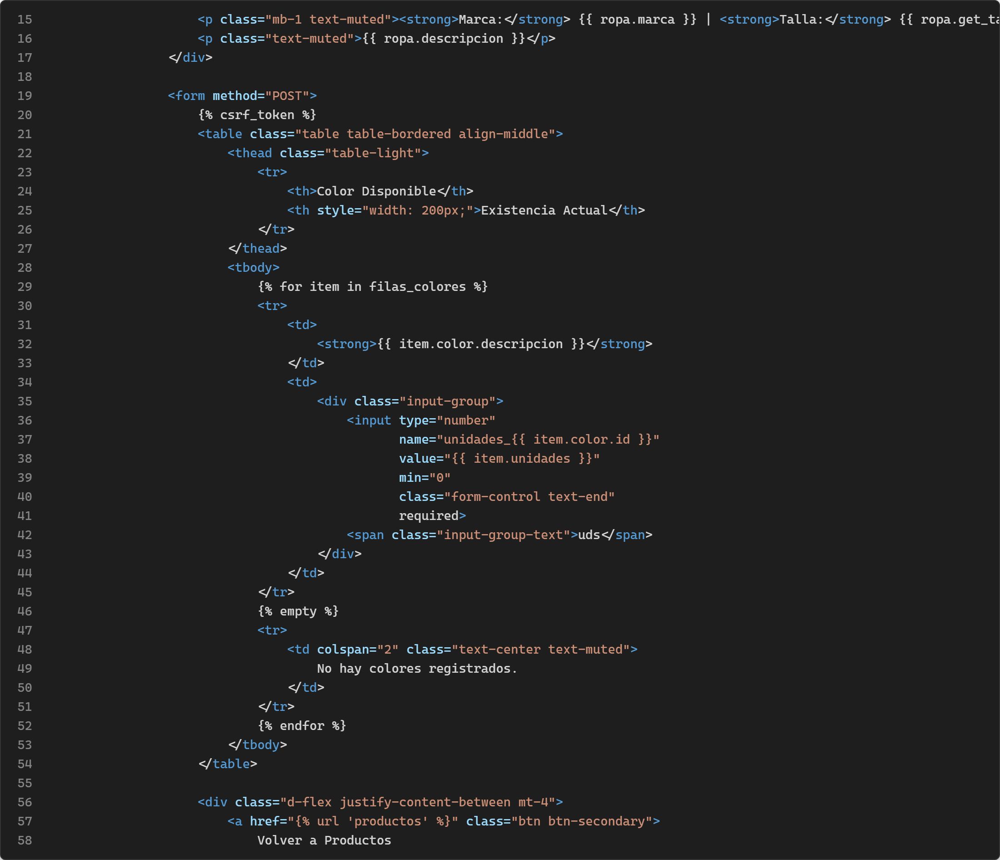 15 <p class="mb-1 text-muted"><strong>Marca:</strong> {{ ropa.marca }} | <strong>Talla:</strong> {{ ropa.get_ta
16 <p class="text-muted">{{ ropa.descripcion }}</p>
17 </div>
18
19 <form method="POST">
20 {% csrf_token %}
21 <table class="table table-bordered align-middle">
22 <thead class="table-light">
23 <tr>
24 <th>Color Disponible</th>
25 <th style="width: 200px;">Existencia Actual</th>
26 </tr>
27 </thead>
28 <tbody>
29 {% for item in filas_colores %}
30 <tr>
31 <td>
32 <strong>{{ item.color.descripcion }}</strong>
33 </td>
34 <td>
35 <div class="input-group">
36 <input type="number"
37 name="unidades_{{ item.color.id }}"
38 value="{{ item.unidades }}"
39 min="0"
40 class="form-control text-end"
41 required>
42 <span class="input-group-text">uds</span>
43 </div>
44 </td>
45 </tr>
46 {% empty %}
47 <tr>
48 <td colspan="2" class="text-center text-muted">
49 No hay colores registrados.
50 </td>
51 </tr>
52 {% endfor %}
53 </tbody>
54 </table>
55
56 <div class="d-flex justify-content-between mt-4">
57 <a href="{% url 'productos' %}" class="btn btn-secondary">
58 Volver a Productos